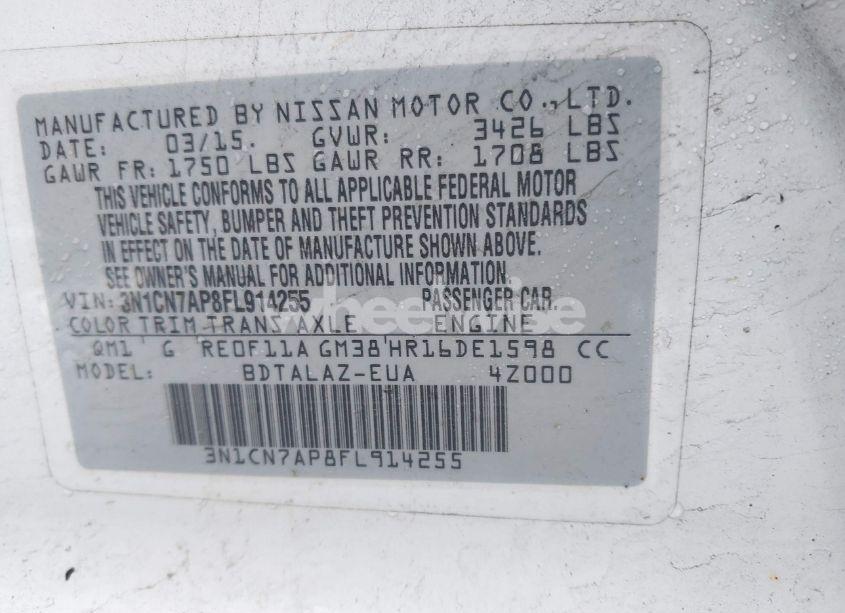 MANUFACTURED BY NISSAN MOTOR CO.,LTD.
DATE: 03/15. GVWR: 3426 LBS
GAWR FR: 1750 LBS GAWR RR: 1708 LBS
THIS VEHICLE CONFORMS TO ALL APPLICABLE FEDERAL MOTOR
VEHICLE SAFETY, BUMPER AND THEFT PREVENTION STANDARDS
IN EFFECT ON THE DATE OF MANUFACTURE SHOWN ABOVE.
SEE OWNER'S MANUAL FOR ADDITIONAL INFORMATION.
VIN: 3N1CN7AP8FL914255 PASSENGER CAR.
COLOR TRIM TRANS AXLE ENGINE
QM1 G RE0F11A GM38 HR16DE1598 CC
MODEL: BDTALAZ-EUA 4Z000
3N1CN7AP8FL914255